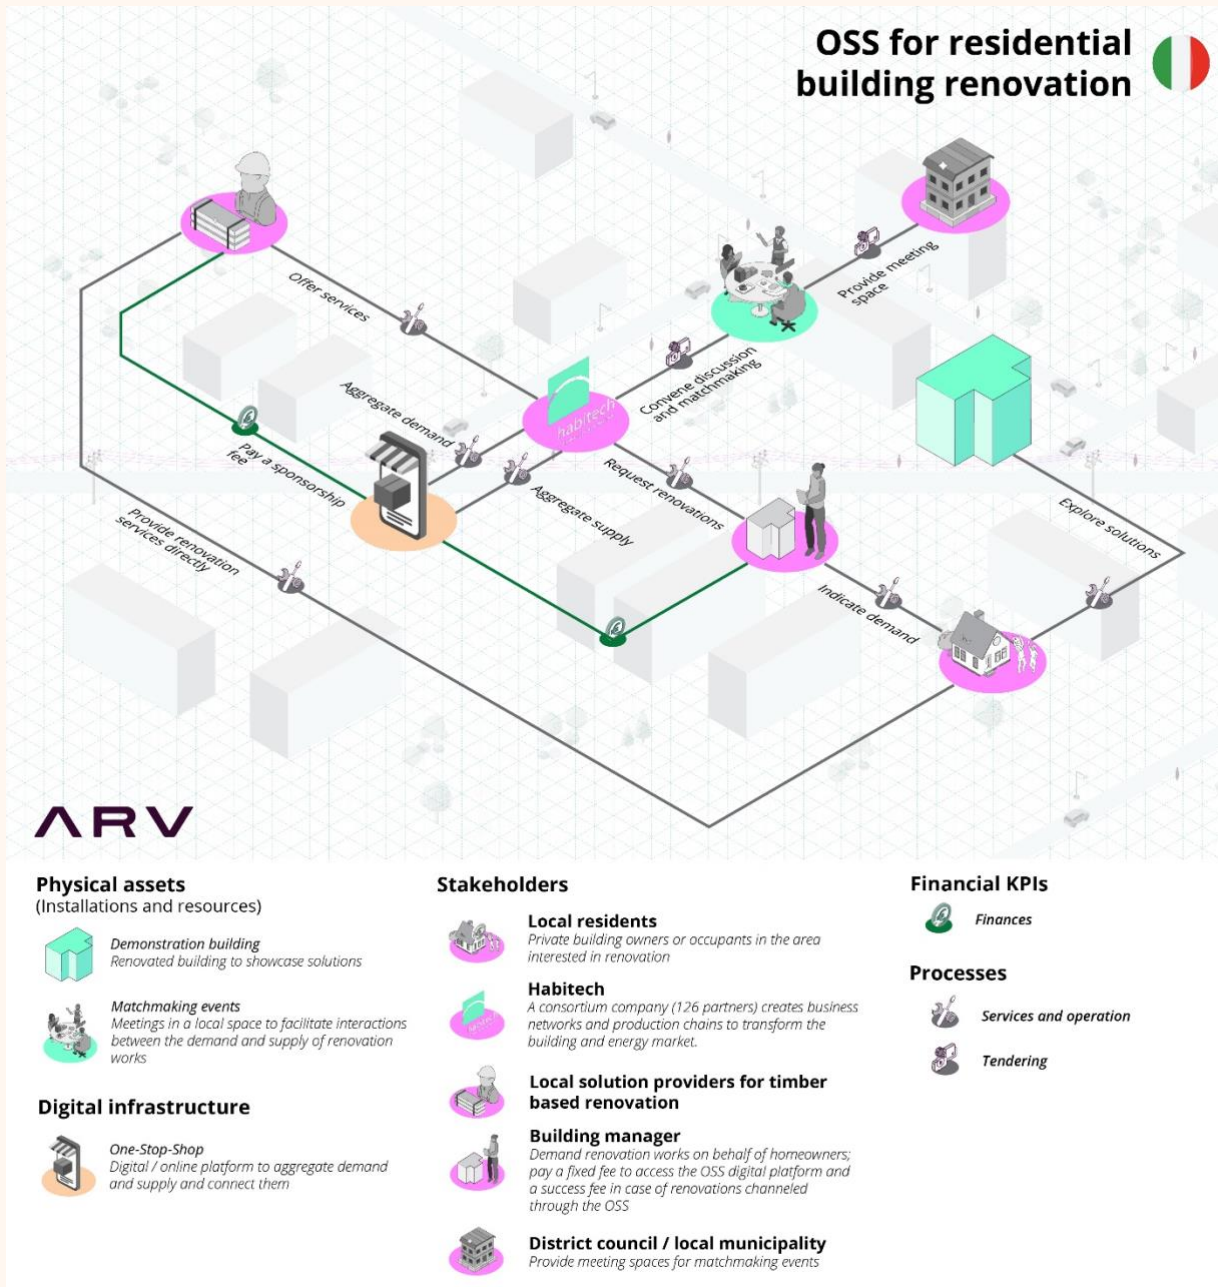 OSS for residential
building renovation
Offer services
Provide meeting
space
Convene discussion
and matchmaking
Aggregate demand
habitech
Pay a sponsorship
fee
Request renovations
Aggregate supply
Explore solutions
Provide renovation
services directly
Indicate demand
ARV
Physical assets
(Installations and resources)
Demonstration building
Renovated building to showcase solutions
Matchmaking events
Meetings in a local space to facilitate interactions
between the demand and supply of renovation
works
Digital infrastructure
One-Stop-Shop
Digital / online platform to aggregate demand
and supply and connect them
Stakeholders
Local residents
Private building owners or occupants in the area
interested in renovation
Habitech
A consortium company (126 partners) creates business
networks and production chains to transform the
building and energy market.
Local solution providers for timber
based renovation
Building manager
Demand renovation works on behalf of homeowners;
pay a fixed fee to access the OSS digital platform and
a success fee in case of renovations channeled
through the OSS
District council / local municipality
Provide meeting spaces for matchmaking events
Financial KPIs
Finances
Processes
Services and operation
Tendering